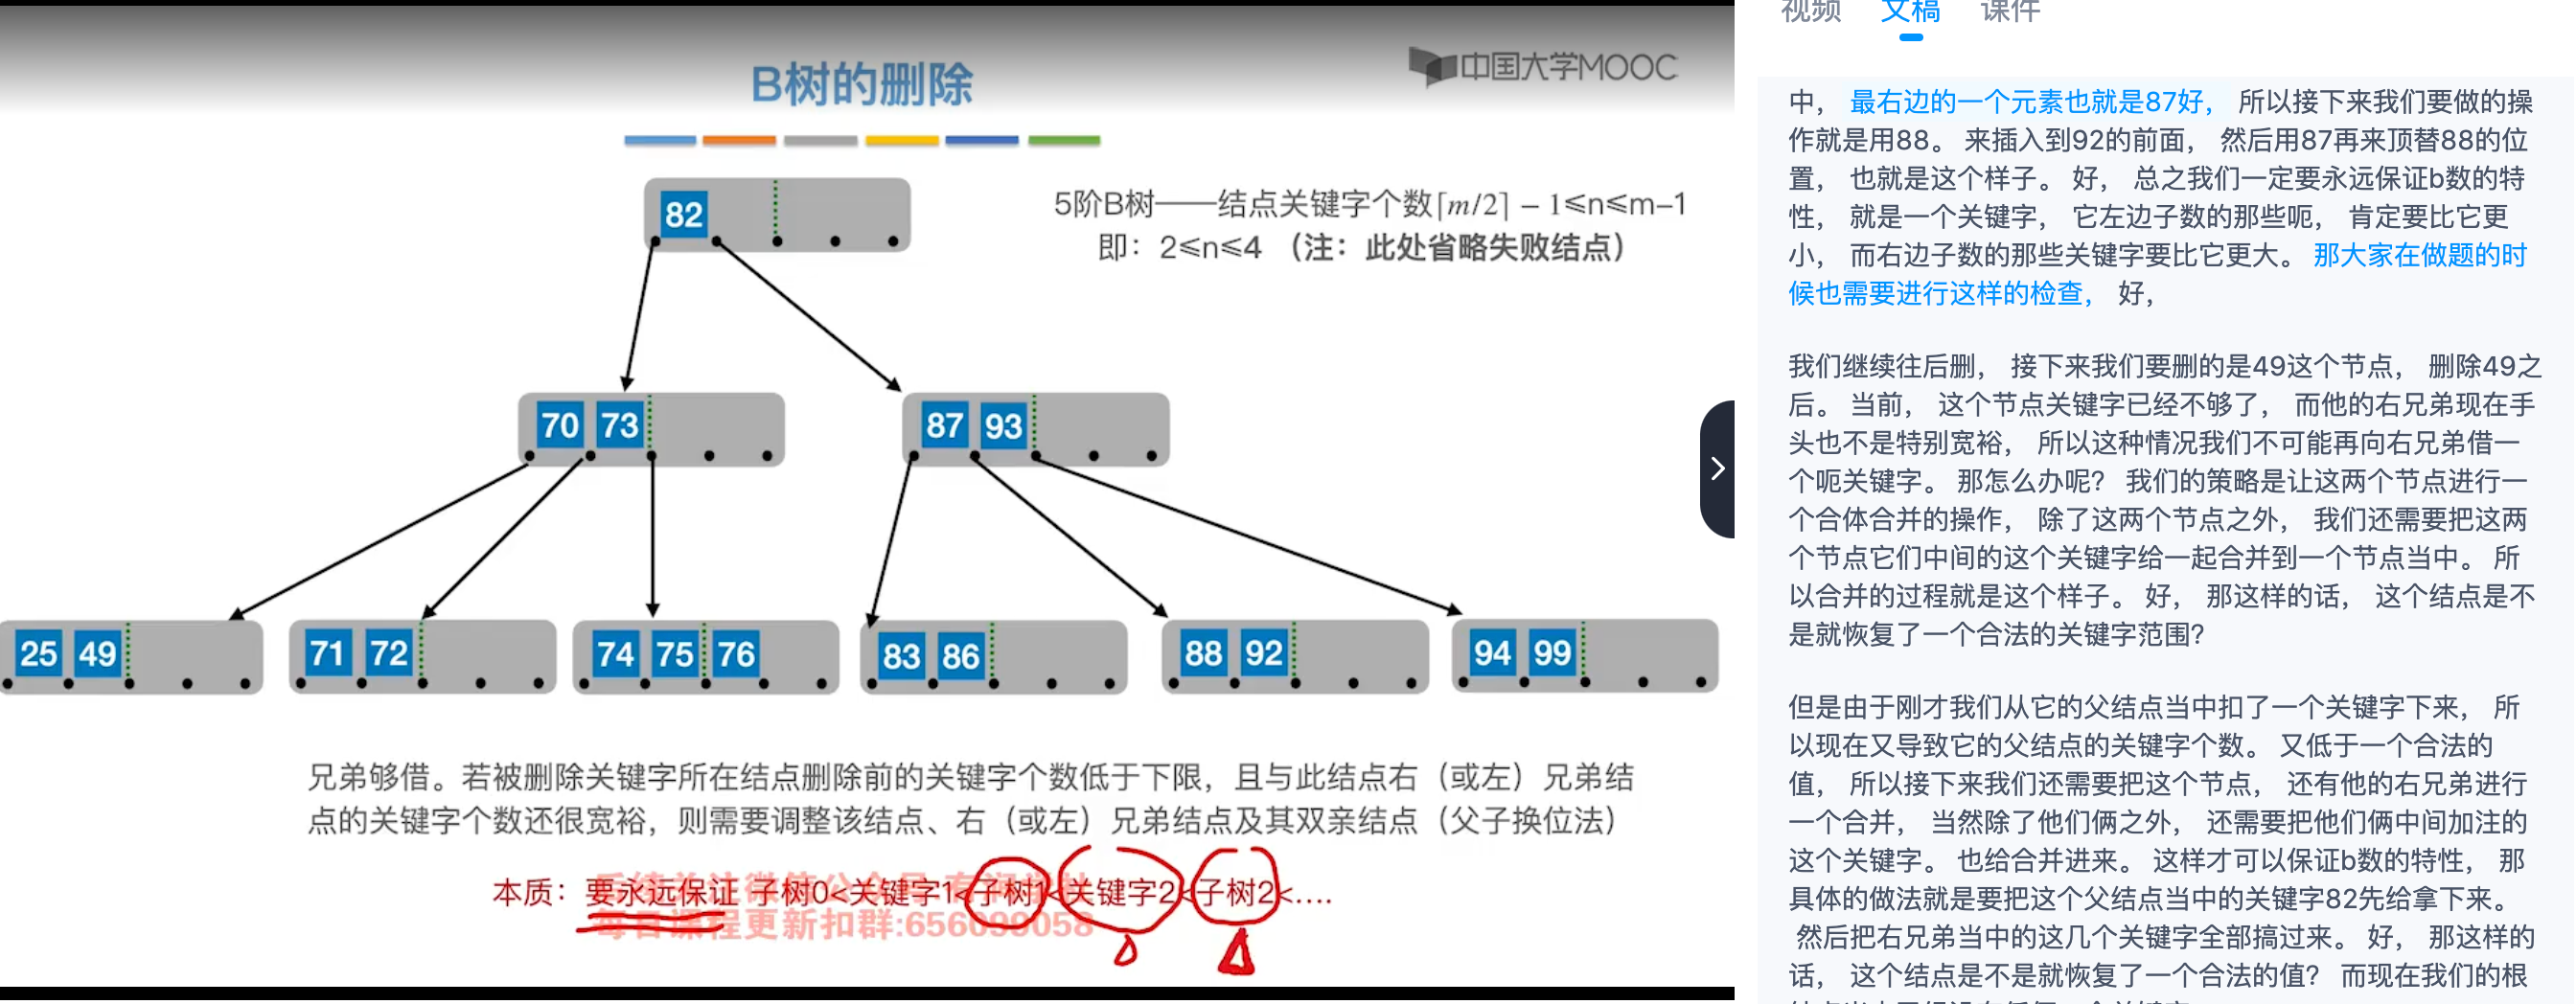 B树的删除
中国大学MOOC
5阶B树——结点关键字个数⌈m/2⌉ − 1≤n≤m−1
即：2≤n≤4 （注：此处省略失败结点）
82
70 73
87 93
25 49
71 72
74 75 76
83 86
88 92
94 99
兄弟够借。若被删除关键字所在结点删除前的关键字个数低于下限，且与此结点右（或左）兄弟结
点的关键字个数还很宽裕，则需要调整该结点、右（或左）兄弟结点及其双亲结点（父子换位法）
本质：要永远保证 子树0<关键字1<子树1<关键字2<子树2<....
每日课程更新扣群:656099058
视频 文稿 课件
中， 最右边的一个元素也就是87好， 所以接下来我们要做的操
作就是用88。 来插入到92的前面， 然后用87再来顶替88的位
置， 也就是这个样子。 好， 总之我们一定要永远保证b数的特
性， 就是一个关键字， 它左边子数的那些呃， 肯定要比它更
小， 而右边子数的那些关键字要比它更大。 那大家在做题的时
候也需要进行这样的检查， 好，
我们继续往后删， 接下来我们要删的是49这个节点， 删除49之
后。 当前， 这个节点关键字已经不够了， 而他的右兄弟现在手
头也不是特别宽裕， 所以这种情况我们不可能再向右兄弟借一
个呃关键字。 那怎么办呢？ 我们的策略是让这两个节点进行一
个合体合并的操作， 除了这两个节点之外， 我们还需要把这两
个节点它们中间的这个关键字给一起合并到一个节点当中。 所
以合并的过程就是这个样子。 好， 那这样的话， 这个结点是不
是就恢复了一个合法的关键字范围？
但是由于刚才我们从它的父结点当中扣了一个关键字下来， 所
以现在又导致它的父结点的关键字个数。 又低于一个合法的
值， 所以接下来我们还需要把这个节点， 还有他的右兄弟进行
一个合并， 当然除了他们俩之外， 还需要把他们俩中间加注的
这个关键字。 也给合并进来。 这样才可以保证b数的特性， 那
具体的做法就是要把这个父结点当中的关键字82先给拿下来。
然后把右兄弟当中的这几个关键字全部搞过来。 好， 那这样的
话， 这个结点是不是就恢复了一个合法的值？ 而现在我们的根